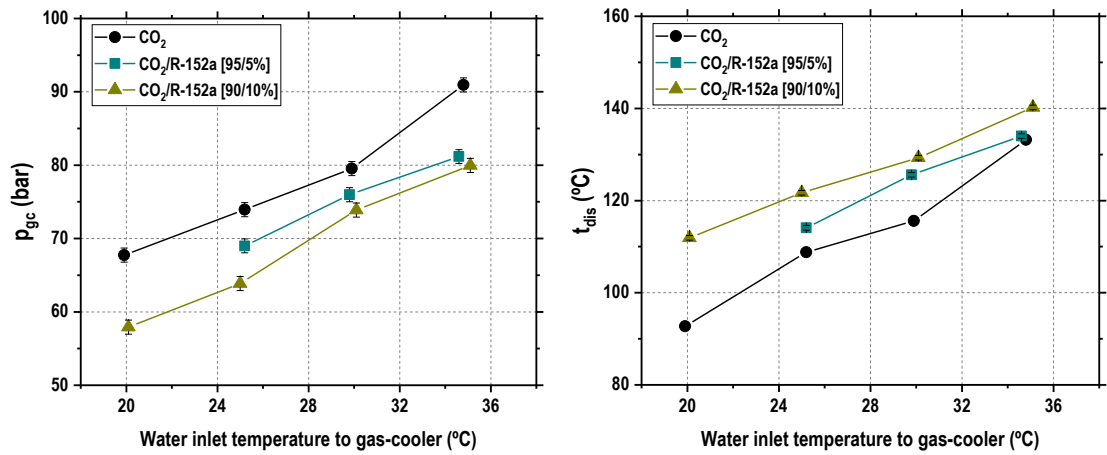 CO₂
CO₂/R-152a [95/5%]
CO₂/R-152a [90/10%]
100
90
80
70
60
50
p_gc (bar)
20 24 28 32 36
Water inlet temperature to gas-cooler (ºC)
CO₂
CO₂/R-152a [95/5%]
CO₂/R-152a [90/10%]
160
140
120
100
80
t_dis (ºC)
20 24 28 32 36
Water inlet temperature to gas-cooler (ºC)